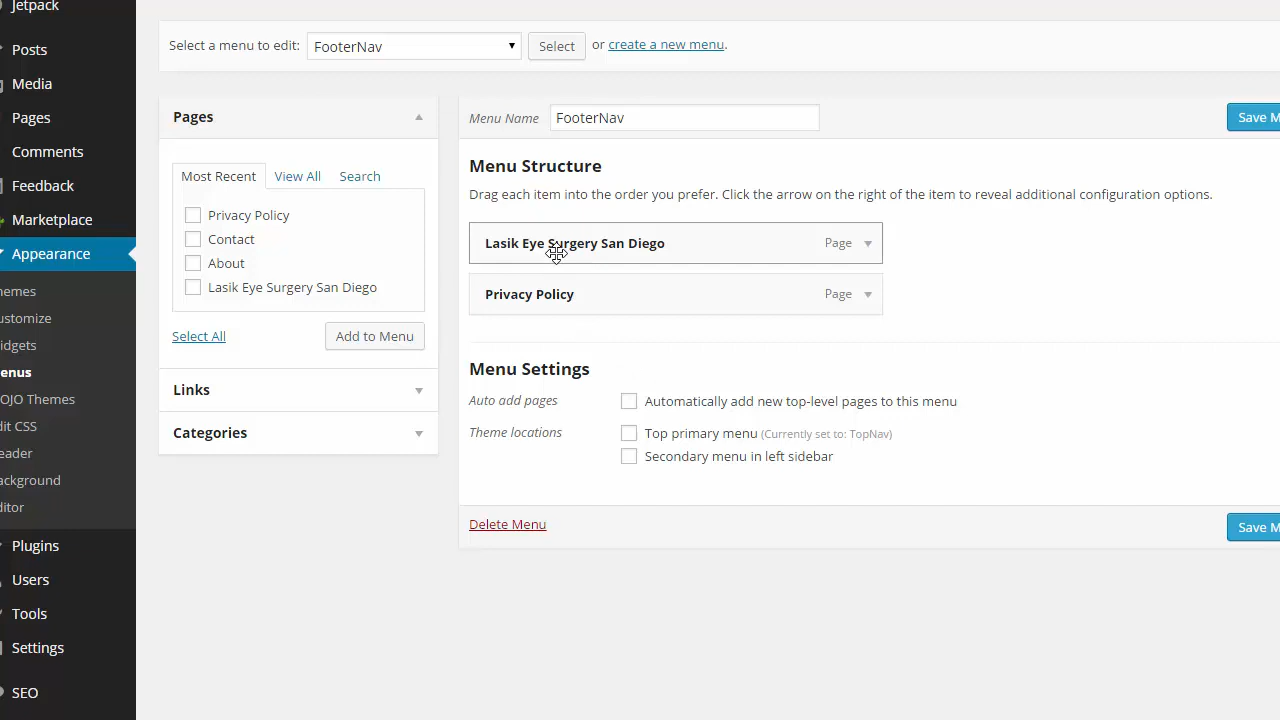 Jetpack
Posts
Media
Pages
Comments
Feedback
Marketplace
Appearance
hemes
ustomize
idgets
enus
OJO Themes
dit CSS
eader
ackground
ditor
Plugins
Users
Tools
Settings
SEO
Select a menu to edit: FooterNav Select or create a new menu.
Pages
Most Recent View All Search
Privacy Policy
Contact
About
Lasik Eye Surgery San Diego
Select All Add to Menu
Links
Categories
Menu Name FooterNav Save M
Menu Structure
Drag each item into the order you prefer. Click the arrow on the right of the item to reveal additional configuration options.
Lasik Eye Surgery San Diego Page
Privacy Policy Page
Menu Settings
Auto add pages Automatically add new top-level pages to this menu
Theme locations Top primary menu (Currently set to: TopNav)
Secondary menu in left sidebar
Delete Menu Save M